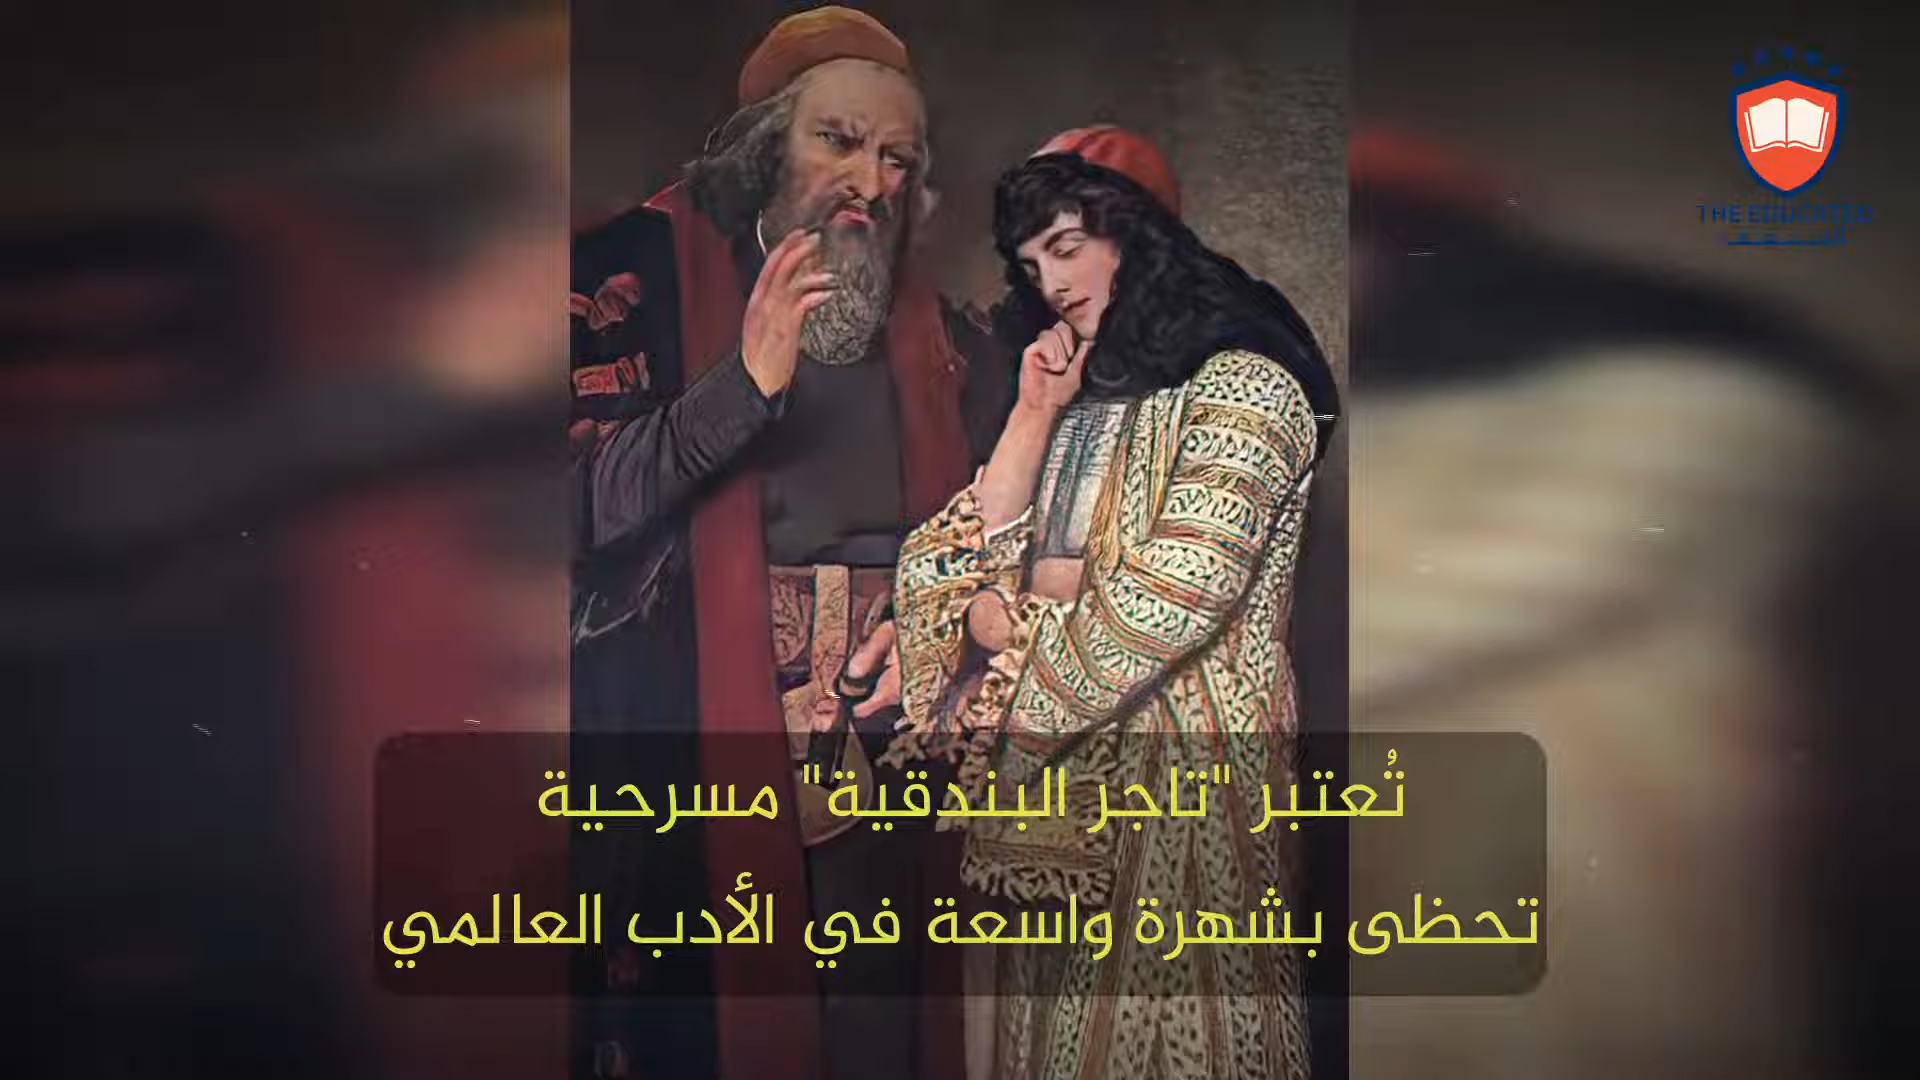 THE EDUCATED
تُعتبر "تاجر البندقية" مسرحية
تحظى بشهرة واسعة في الأدب العالمي